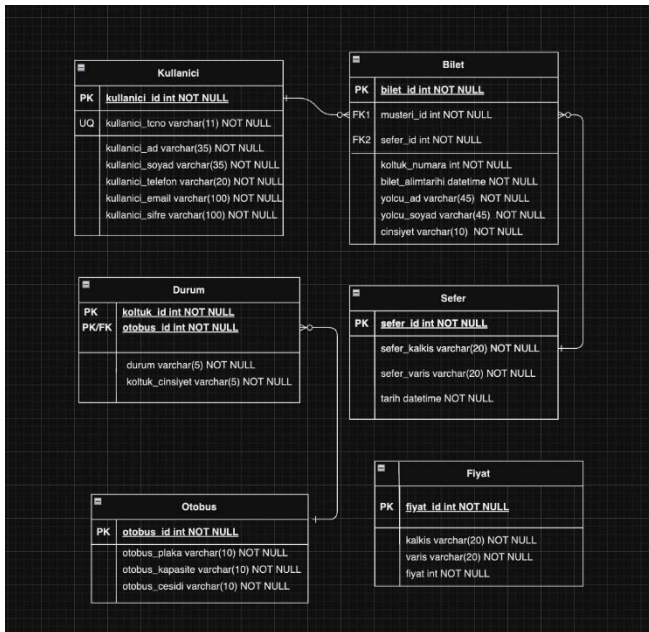 Kullanici
PK kullanici_id int NOT NULL
UQ kullanici_tcno varchar(11) NOT NULL
kullanici_ad varchar(35) NOT NULL
kullanici_soyad varchar(35) NOT NULL
kullanici_telefon varchar(20) NOT NULL
kullanici_email varchar(100) NOT NULL
kullanici_sifre varchar(100) NOT NULL
Bilet
PK bilet_id int NOT NULL
FK1 musteri_id int NOT NULL
FK2 sefer_id int NOT NULL
koltuk_numara int NOT NULL
bilet_alimtarihi datetime NOT NULL
yolcu_ad varchar(45) NOT NULL
yolcu_soyad varchar(45) NOT NULL
cinsiyet varchar(10) NOT NULL
Durum
PK koltuk_id int NOT NULL
PK/FK otobus_id int NOT NULL
durum varchar(5) NOT NULL
koltuk_cinsiyet varchar(5) NOT NULL
Sefer
PK sefer_id int NOT NULL
sefer_kalkis varchar(20) NOT NULL
sefer_varis varchar(20) NOT NULL
tarih datetime NOT NULL
Otobus
PK otobus_id int NOT NULL
otobus_plaka varchar(10) NOT NULL
otobus_kapasite varchar(10) NOT NULL
otobus_cesidi varchar(10) NOT NULL
Fiyat
PK fiyat_id int NOT NULL
kalkis varchar(20) NOT NULL
varis varchar(20) NOT NULL
fiyat int NOT NULL